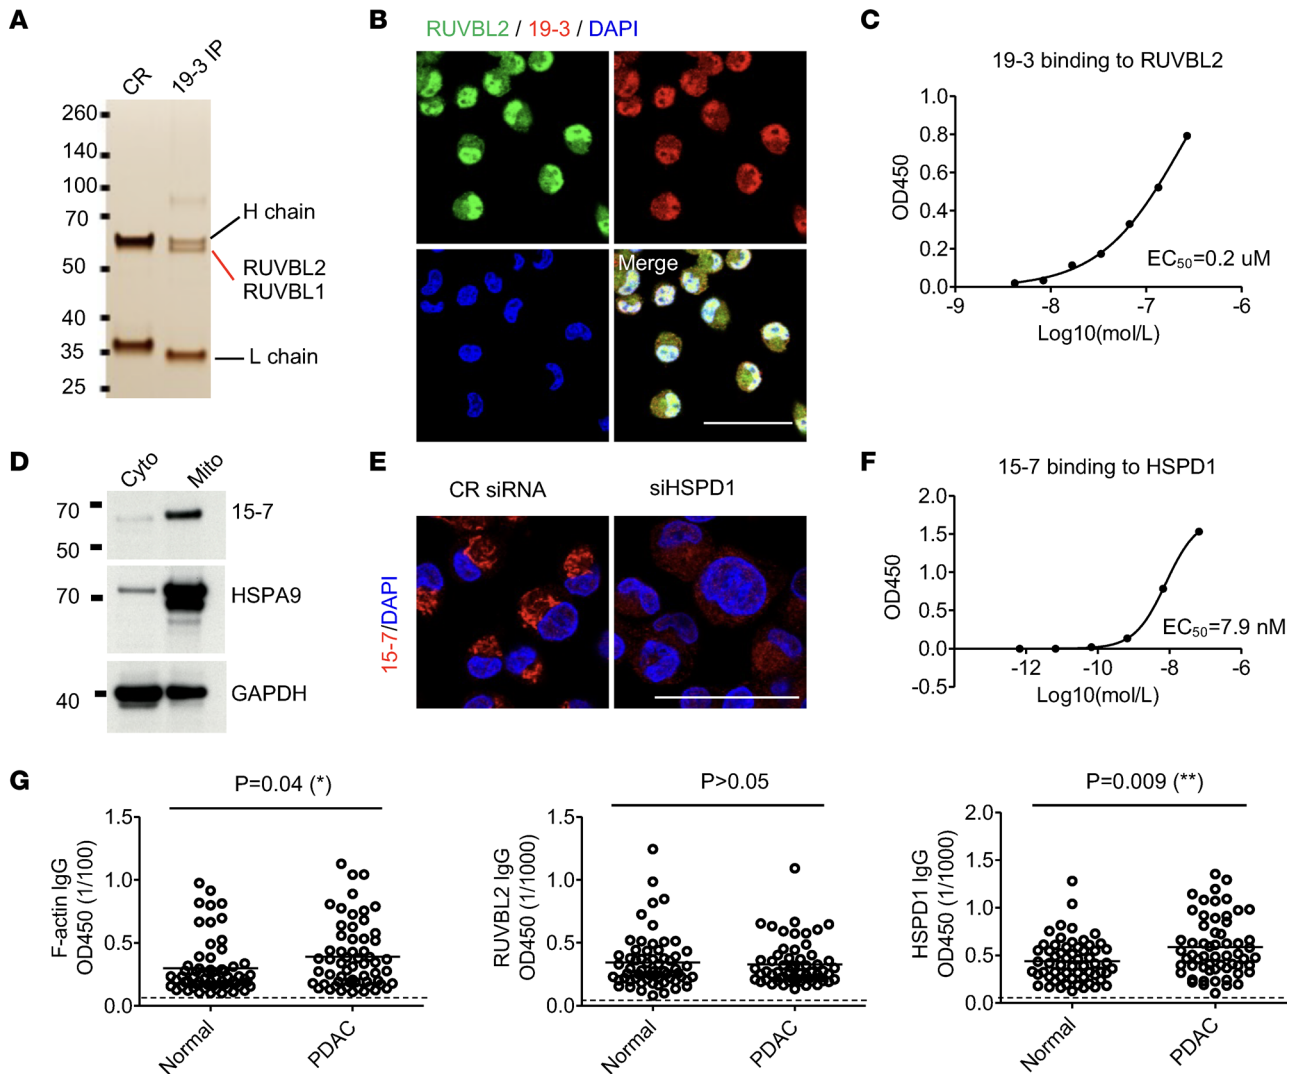 A
CR
19-3 IP
260
140
100
70
50
40
35
25
H chain
RUVBL2
RUVBL1
L chain
B
RUVBL2 / 19-3 / DAPI
Merge
C
19-3 binding to RUVBL2
OD450
1.0
0.8
0.6
0.4
0.2
0.0
EC50=0.2 uM
-9
-8
-7
-6
Log10(mol/L)
D
Cyto
Mito
70
50
15-7
70
HSPA9
40
GAPDH
E
CR siRNA
siHSPD1
15-7/DAPI
F
15-7 binding to HSPD1
OD450
2.0
1.5
1.0
0.5
0.0
-0.5
EC50=7.9 nM
-12
-10
-8
-6
Log10(mol/L)
G
P=0.04 (*)
F-actin IgG
OD450 (1/100)
1.5
1.0
0.5
0.0
Normal
PDAC
P>0.05
RUVBL2 IgG
OD450 (1/1000)
1.5
1.0
0.5
0.0
Normal
PDAC
P=0.009 (**)
HSPD1 IgG
OD450 (1/1000)
2.0
1.5
1.0
0.5
0.0
Normal
PDAC